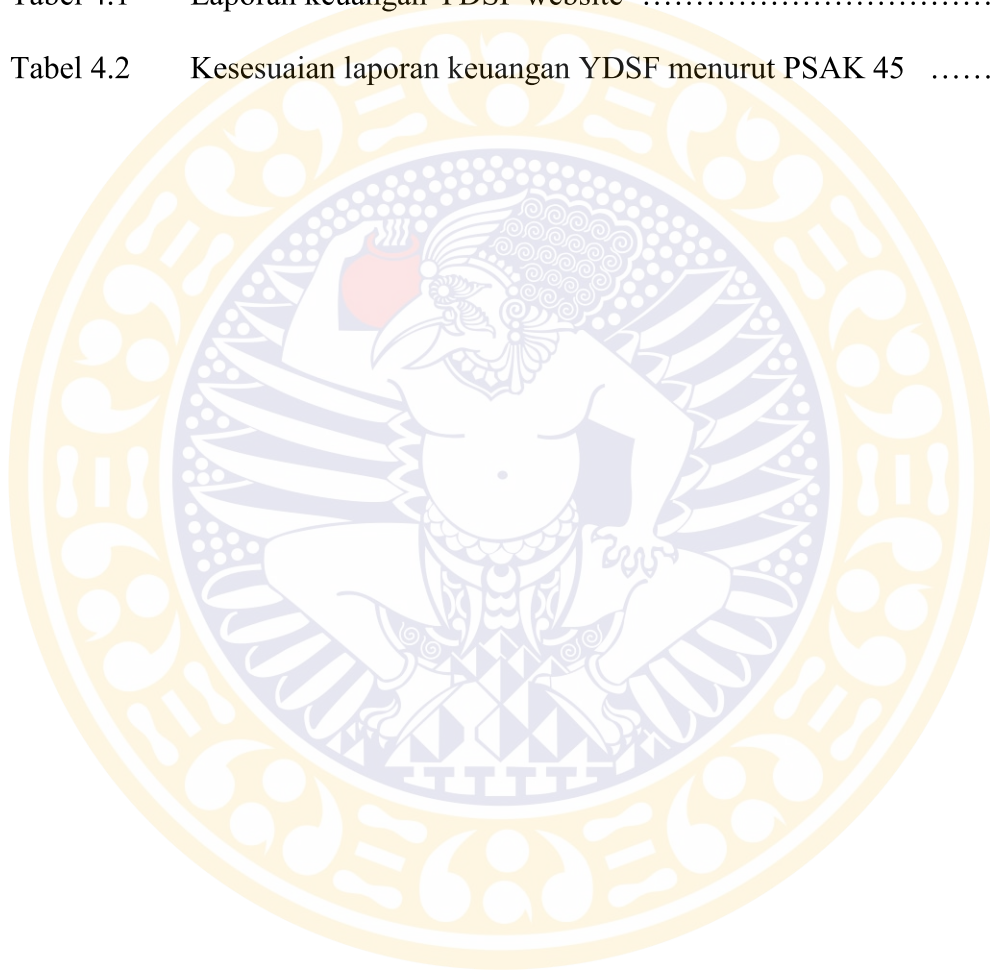 Tabel 4.1 Laporan keuangan YDSF website ……………………………
Tabel 4.2 Kesesuaian laporan keuangan YDSF menurut PSAK 45 ……